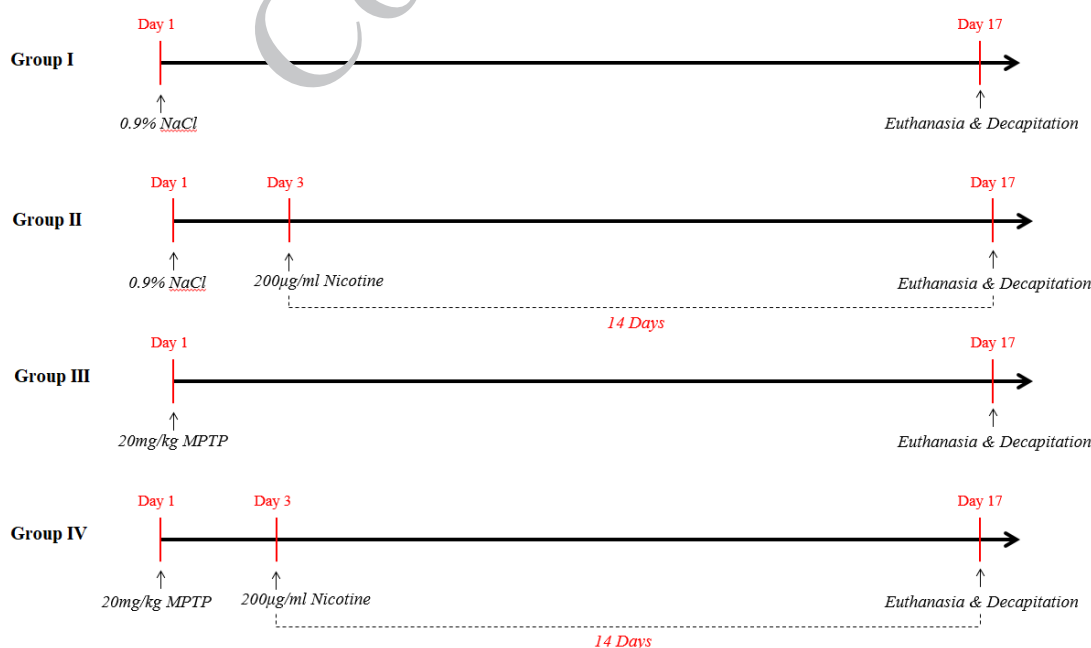 Day 1
Day 17
Group I
0.9% NaCl
Euthanasia & Decapitation
Day 1
Day 3
Day 17
Group II
0.9% NaCl
200µg/ml Nicotine
Euthanasia & Decapitation
14 Days
Day 1
Day 17
Group III
20mg/kg MPTP
Euthanasia & Decapitation
Day 1
Day 3
Day 17
Group IV
20mg/kg MPTP
200µg/ml Nicotine
Euthanasia & Decapitation
14 Days